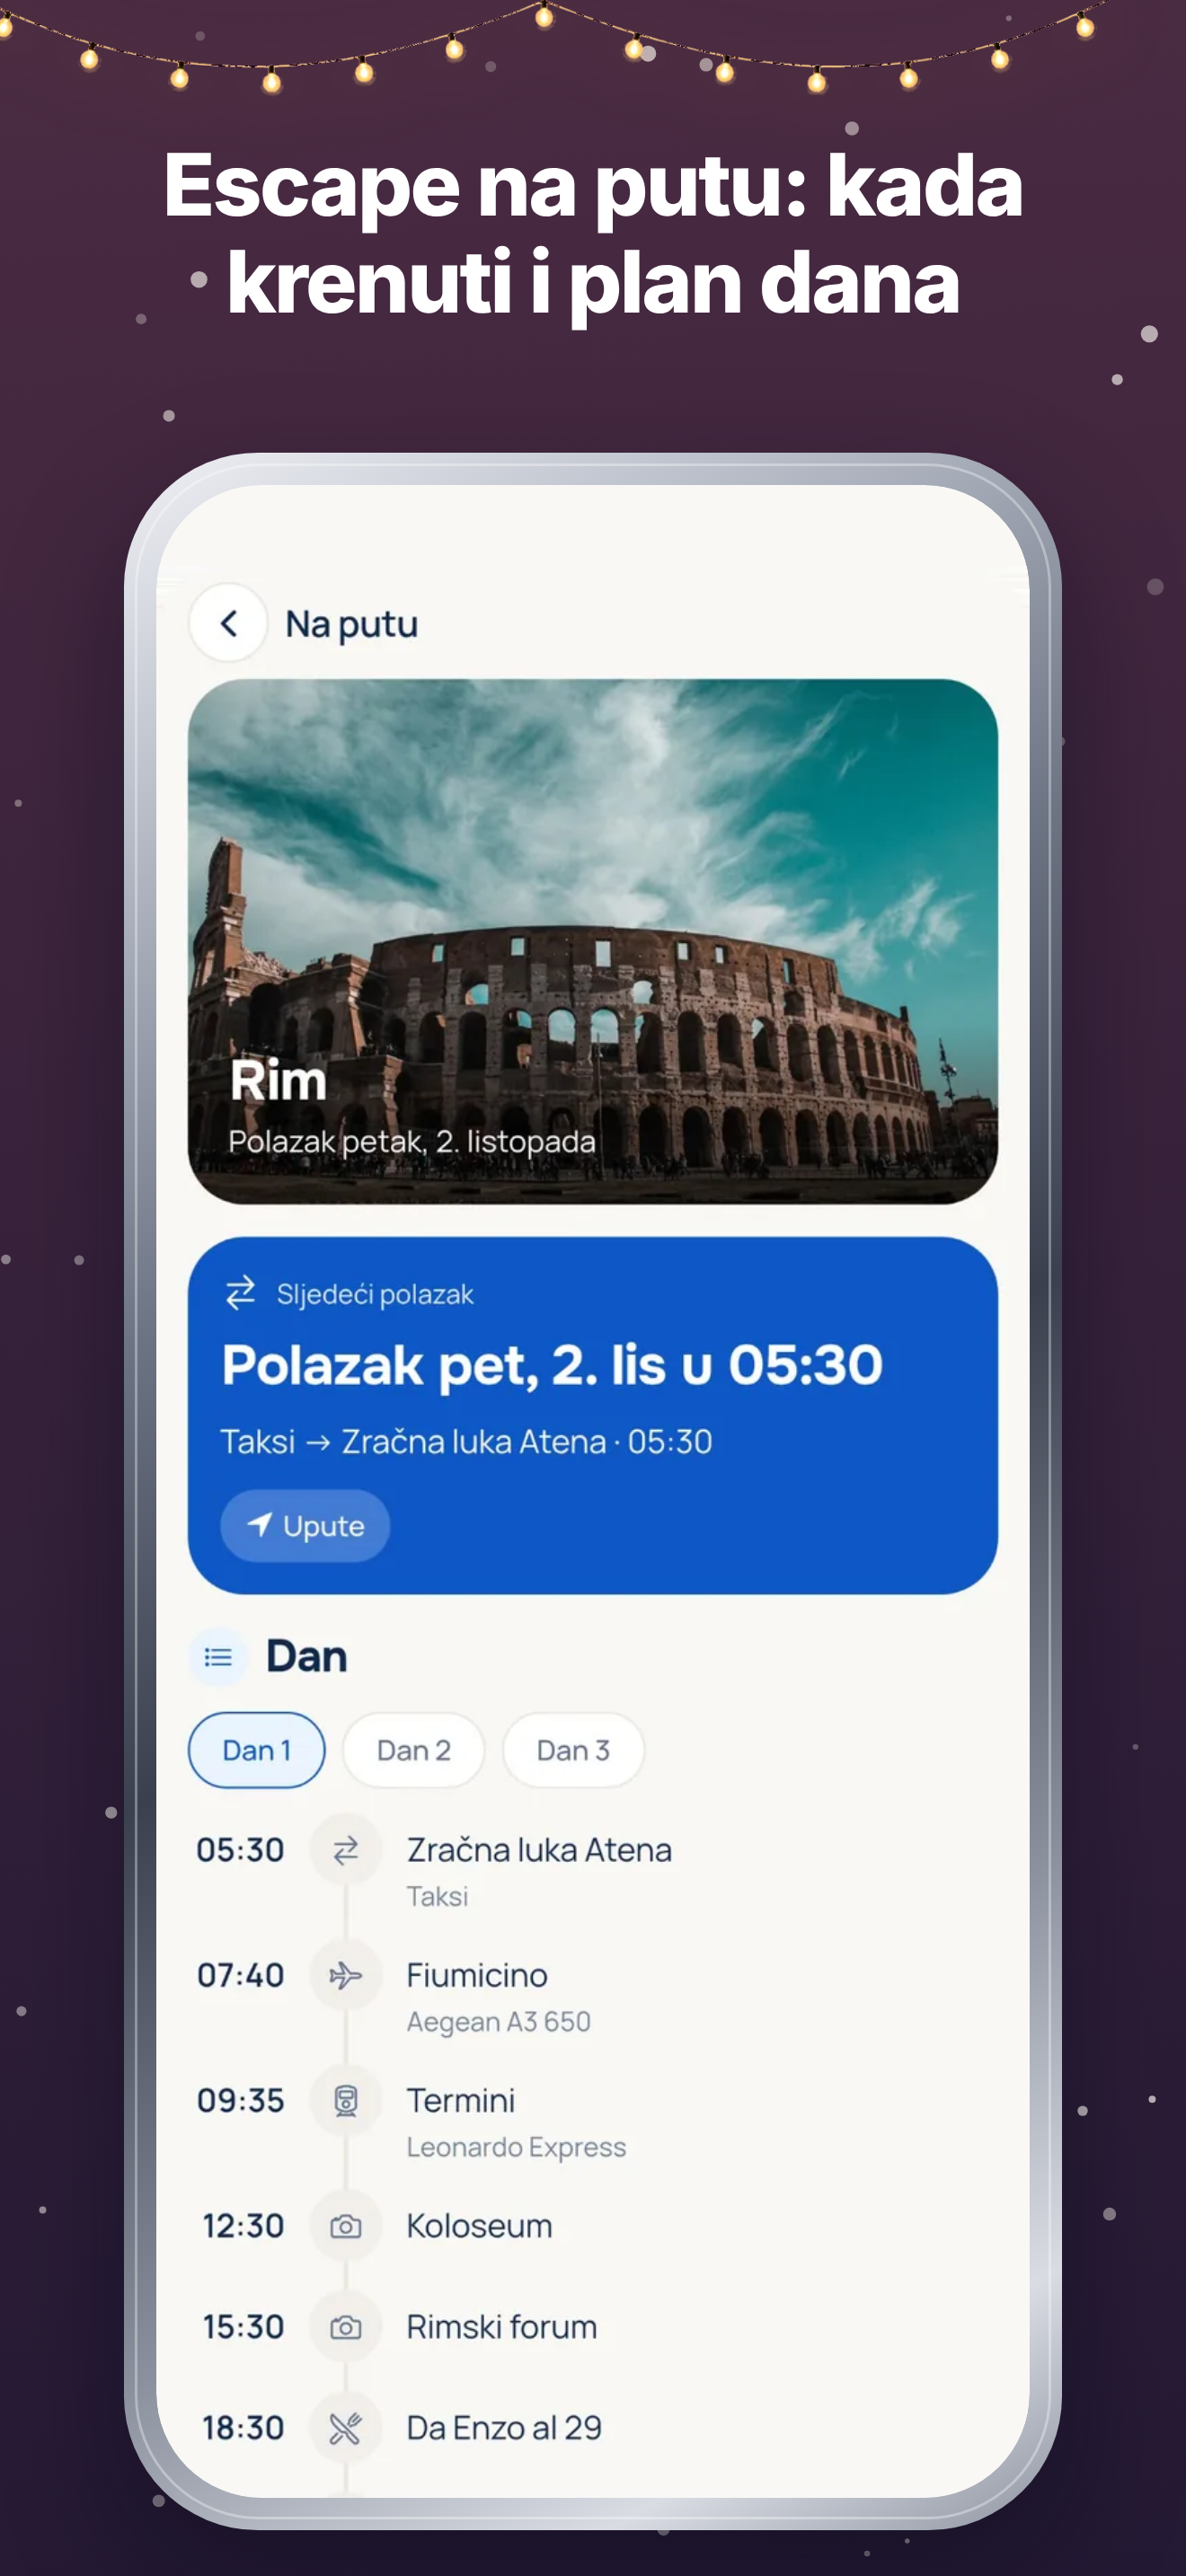 Escape na putu: kada
krenuti i plan dana
Na putu
Rim
Polazak petak, 2. listopada
Sljedeći polazak
Polazak pet, 2. lis u 05:30
Taksi → Zračna luka Atena · 05:30
Upute
Dan
Dan 1 Dan 2 Dan 3
05:30 Zračna luka Atena
Taksi
07:40 Fiumicino
Aegean A3 650
09:35 Termini
Leonardo Express
12:30 Koloseum
15:30 Rimski forum
18:30 Da Enzo al 29